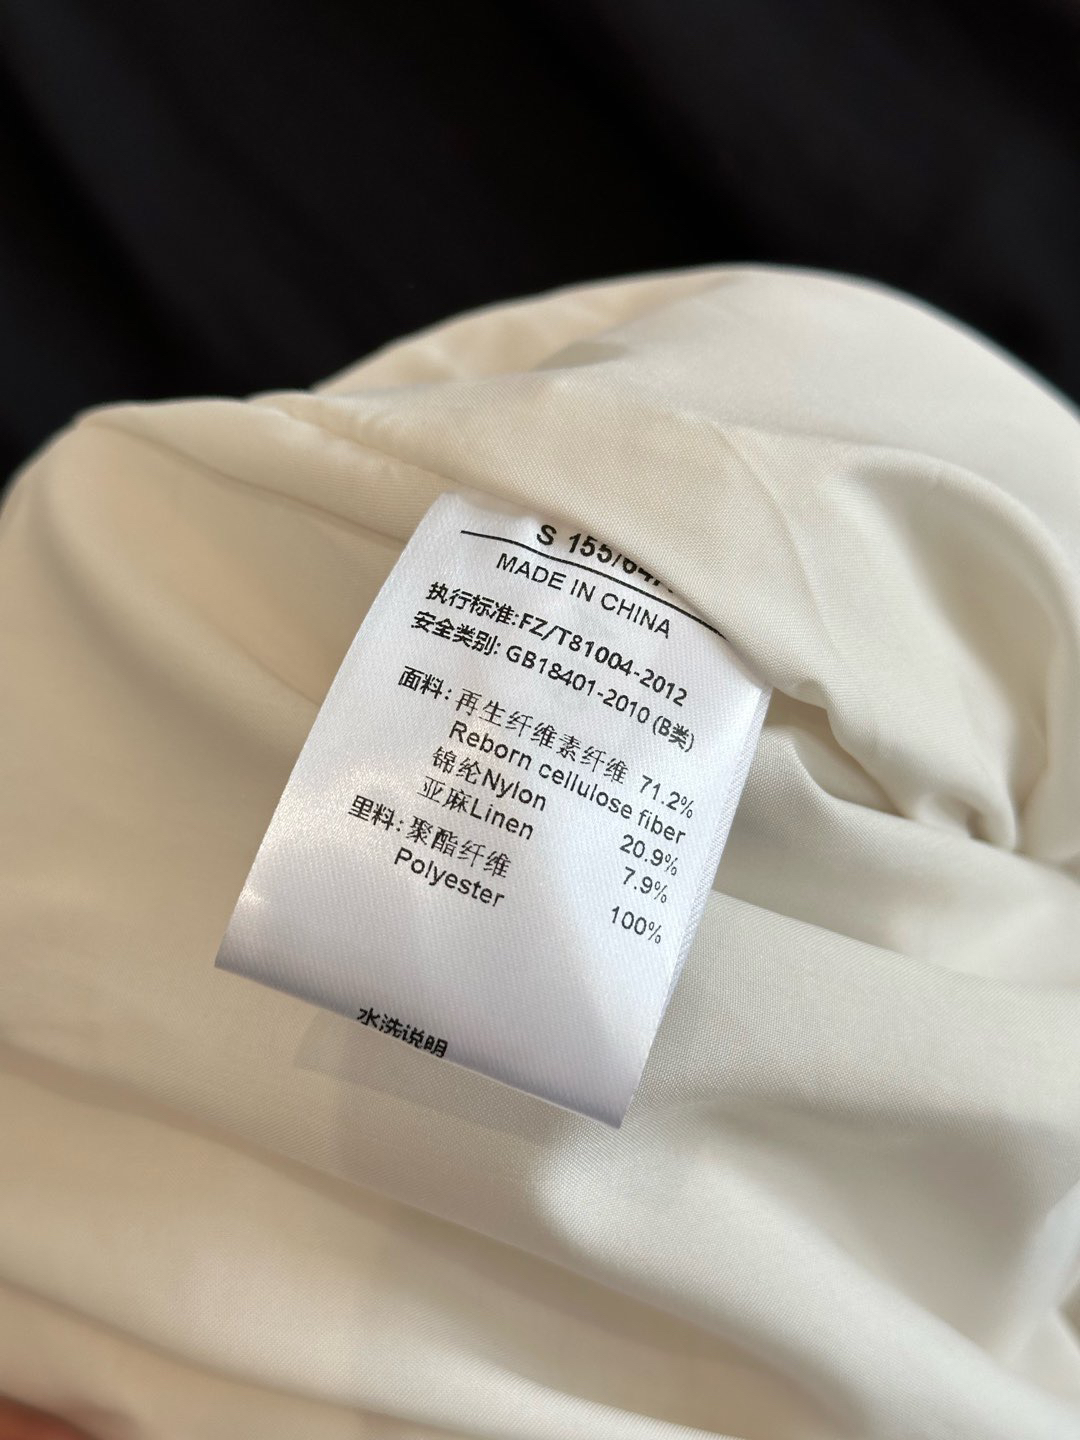 S 155/64
MADE IN CHINA
执行标准:FZ/T81004-2012
安全类别: GB18401-2010 (B类)
面料: 再生纤维素纤维 71.2%
Reborn cellulose fiber
锦纶Nylon 20.9%
亚麻Linen 7.9%
里料: 聚酯纤维 100%
Polyester
水洗说明